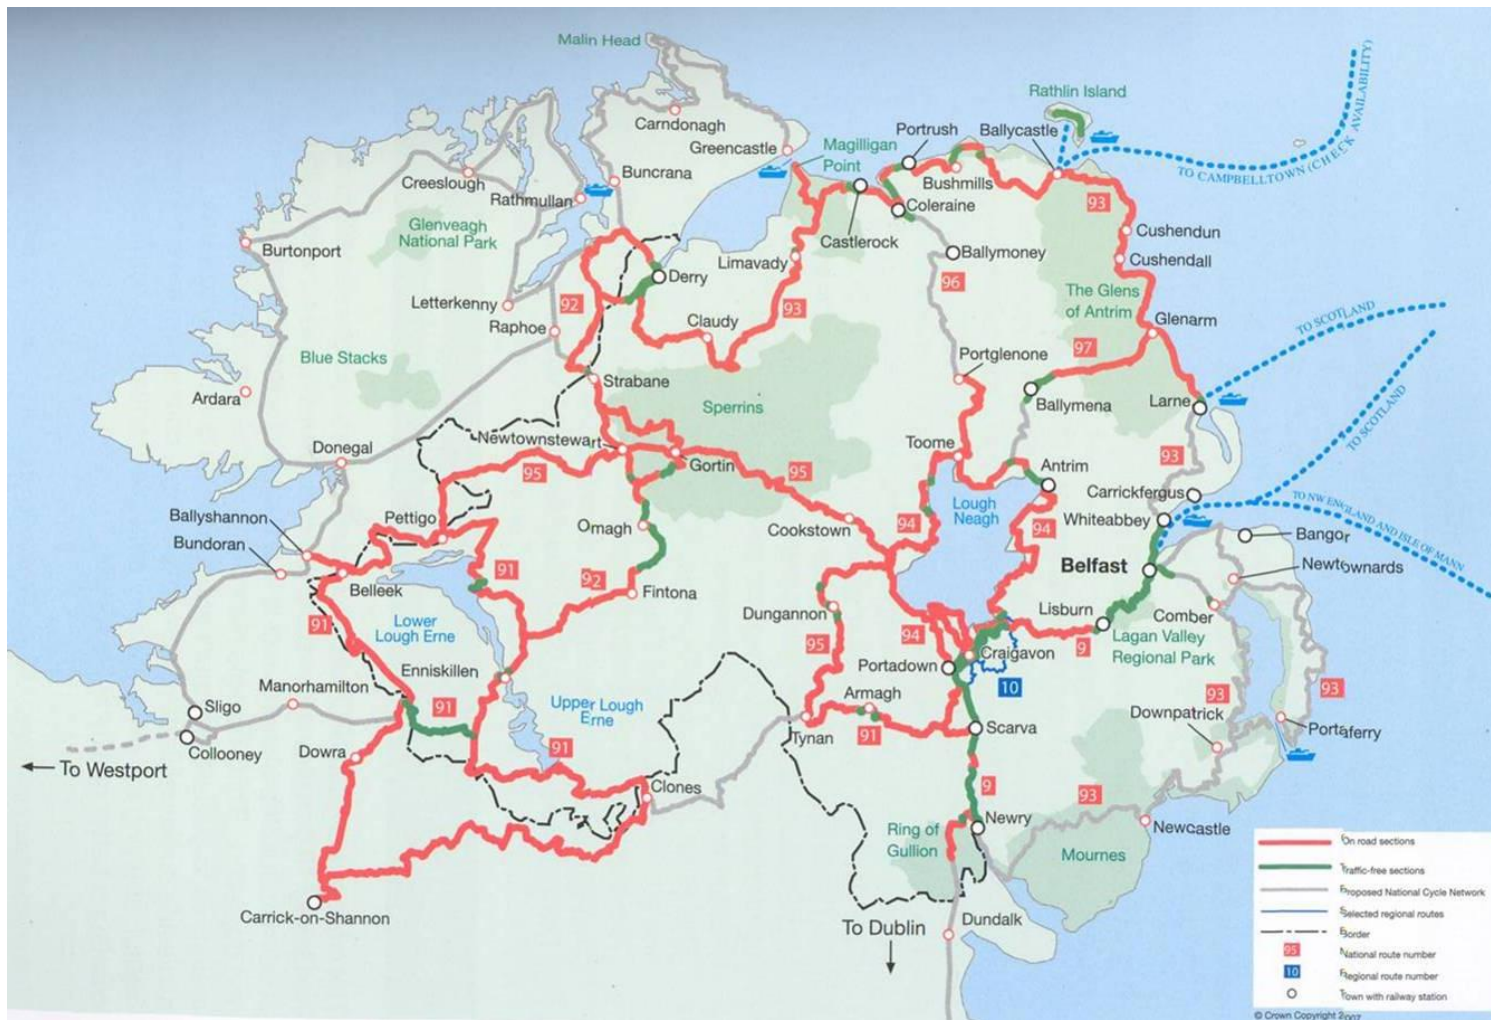 Malin Head
Carndonagh
Greencastle
Magilligan
Point
Portrush
Ballycastle
Rathlin Island
TO CAMPBELLTOWN (CHECK AVAILABILITY)
Creeslough
Rathmullan
Buncrana
Bushmills
Coleraine
93
Cushendun
Cushendall
Glenveagh
National Park
Burtonport
Castlerock
Limavady
Derry
Ballymoney
96
The Glens
of Antrim
Letterkenny
92
Raphoe
Claudy
93
Glenarm
97
TO SCOTLAND
Blue Stacks
Portglenone
Strabane
Ardara
Sperrins
Ballymena
Larne
TO SCOTLAND
Donegal
Newtownstewart
95
Gortin
95
Toome
Antrim
93
Carrickfergus
Ballyshannon
Pettigo
Omagh
Cookstown
94
Lough
Neagh
94
Whiteabbey
TO NW ENGLAND AND ISLE OF MANN
Bundoran
Bangor
Belfast
Newtownards
Belleek
91
92
Fintona
Dungannon
Lisburn
Comber
91
Lower
Lough Erne
94
9
Lagan Valley
Regional Park
95
Craigavon
Enniskillen
Portadown
10
Manorhamilton
91
Upper Lough
Erne
Armagh
93
93
Sligo
Downpatrick
Portaferry
Collooney
Dowra
91
Tynan
91
Scarva
To Westport
Clones
9
93
Newry
Newcastle
Ring of
Gullion
Mournes
Carrick-on-Shannon
To Dublin
Dundalk
On road sections
Traffic-free sections
Proposed National Cycle Network
Selected regional routes
Border
95
National route number
10
Regional route number
Town with railway station
© Crown Copyright 2007